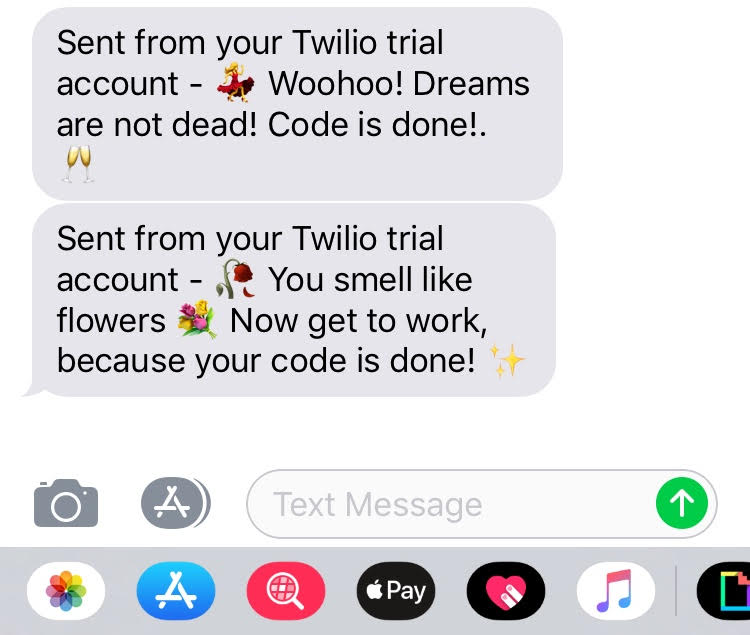 Sent from your Twilio trial
account - 💃 Woohoo! Dreams
are not dead! Code is done!.
🥂
Sent from your Twilio trial
account - 🥀 You smell like
flowers 💐 Now get to work,
because your code is done! ✨
Text Message
Pay